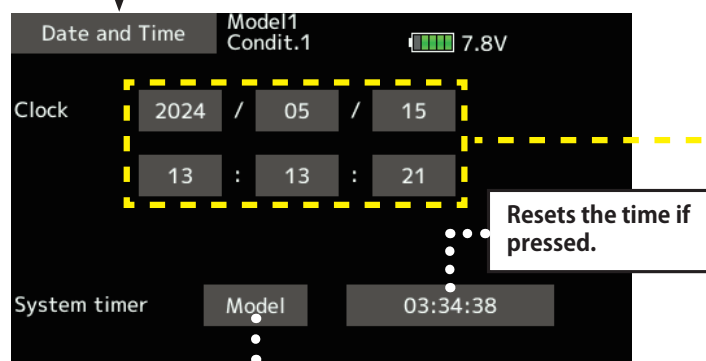 Date and Time
Model1
Condit.1
7.8V
Clock
2024 / 05 / 15
13 : 13 : 21
Resets the time if
pressed.
System timer
Model
03:34:38